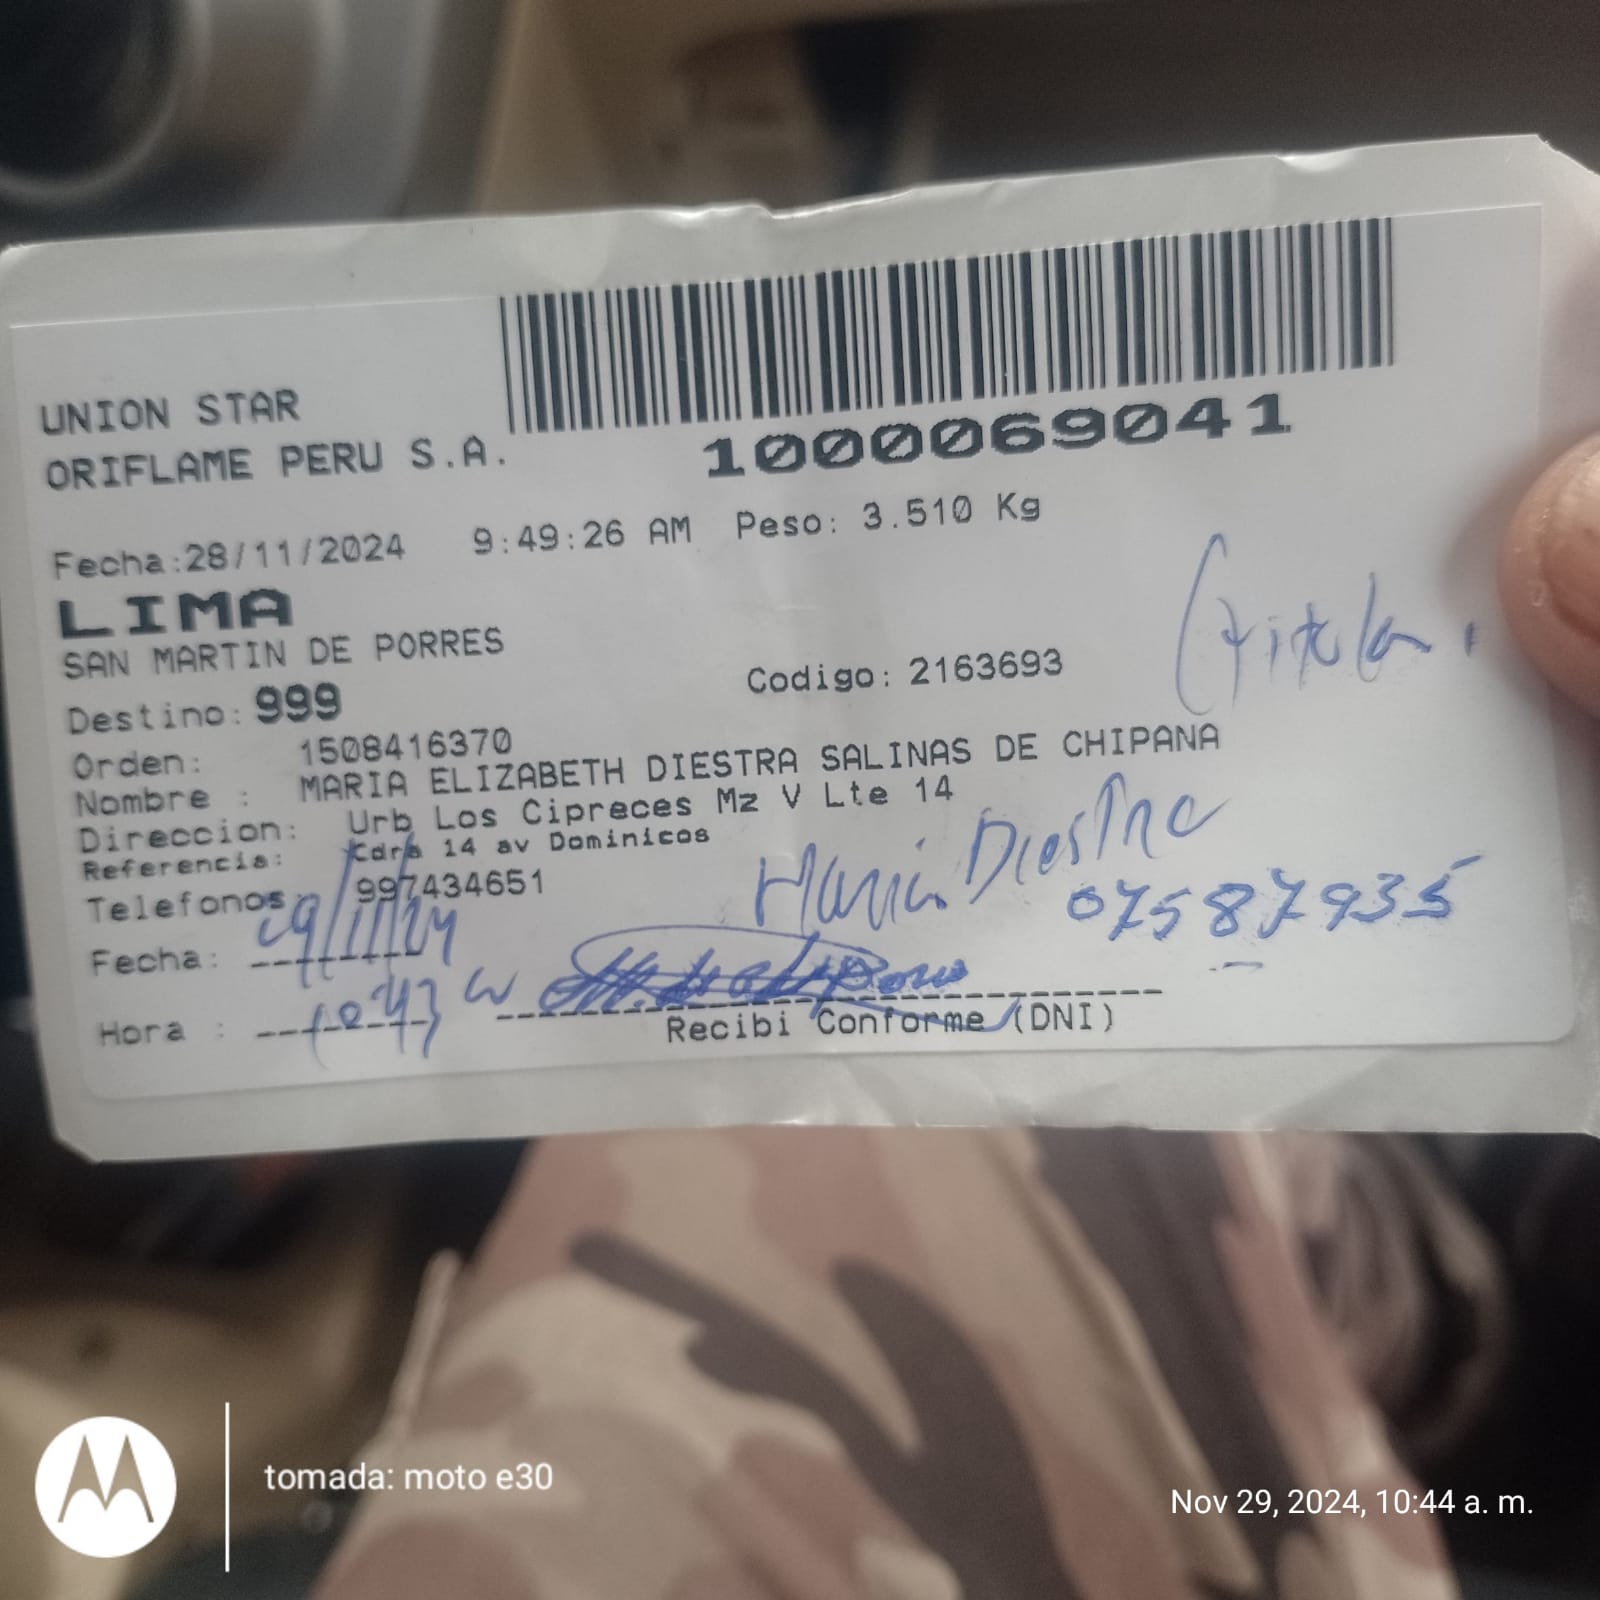 UNION STAR
ORIFLAME PERU S.A.
1000069041
Fecha:28/11/2024 9:49:26 AM Peso: 3.510 Kg
LIMA
SAN MARTIN DE PORRES
Destino: 999 Codigo: 2163693
(titular)
Orden: 1508416370
Nombre : MARIA ELIZABETH DIESTRA SALINAS DE CHIPANA
Direccion: Urb Los Cipreces Mz V Lte 14
Referencia: Kdra 14 av Dominicos
Telefonos 997434651
Maria Diestra
07587935
Fecha: 29/11/24
Hora : 10:43
Recibi Conforme (DNI)
tomada: moto e30
Nov 29, 2024, 10:44 a. m.